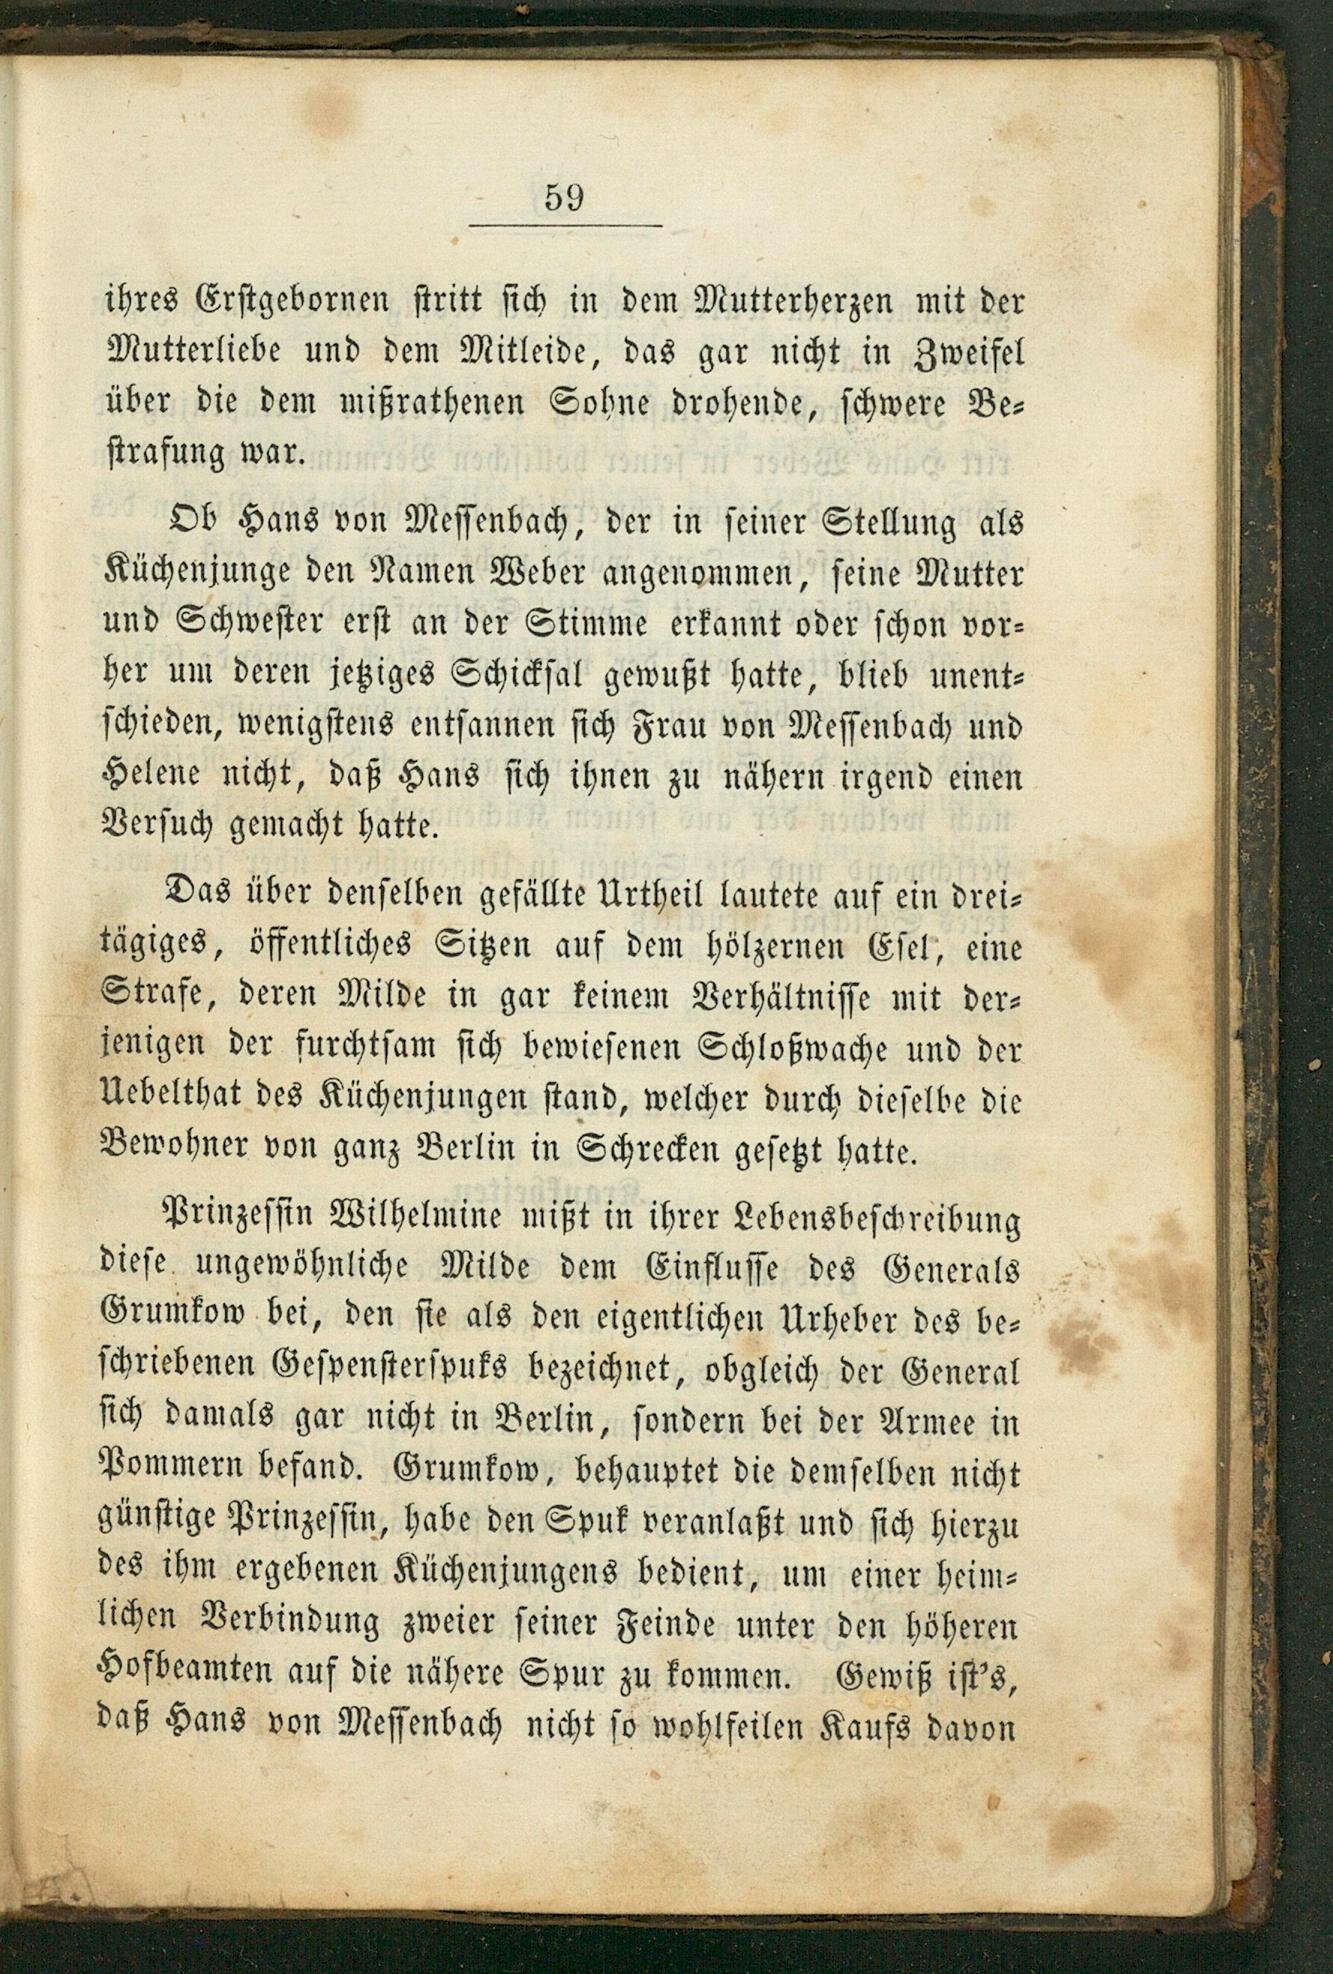 59
ihres Erstgebornen stritt sich in dem Mutterherzen mit der
Mutterliebe und dem Mitleide, das gar nicht in Zweifel
über die dem mißrathenen Sohne drohende, schwere Be-
strafung war.
Ob Hans von Messenbach, der in seiner Stellung als
Küchenjunge den Namen Weber angenommen, seine Mutter
und Schwester erst an der Stimme erkannt oder schon vor-
her um deren jetziges Schicksal gewußt hatte, blieb unent-
schieden, wenigstens entsannen sich Frau von Messenbach und
Helene nicht, daß Hans sich ihnen zu nähern irgend einen
Versuch gemacht hatte.
Das über denselben gefällte Urtheil lautete auf ein drei-
tägiges, öffentliches Sitzen auf dem hölzernen Esel, eine
Strafe, deren Milde in gar keinem Verhältnisse mit der-
jenigen der furchtsam sich bewiesenen Schloßwache und der
Uebelthat des Küchenjungen stand, welcher durch dieselbe die
Bewohner von ganz Berlin in Schrecken gesetzt hatte.
Prinzessin Wilhelmine mißt in ihrer Lebensbeschreibung
diese ungewöhnliche Milde dem Einflusse des Generals
Grumkow bei, den sie als den eigentlichen Urheber des be-
schriebenen Gespensterspuks bezeichnet, obgleich der General
sich damals gar nicht in Berlin, sondern bei der Armee in
Pommern befand. Grumkow, behauptet die demselben nicht
günstige Prinzessin, habe den Spuk veranlaßt und sich hierzu
des ihm ergebenen Küchenjungens bedient, um einer heim-
lichen Verbindung zweier seiner Feinde unter den höheren
Hofbeamten auf die nähere Spur zu kommen. Gewiß ist's,
daß Hans von Messenbach nicht so wohlfeilen Kaufs davon